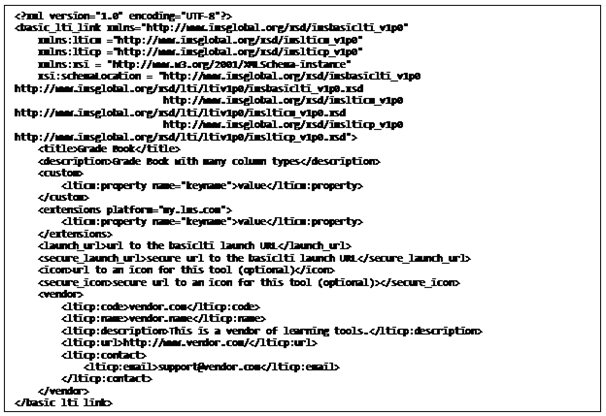 <?xml version="1.0" encoding="UTF-8"?>
<basic_lti_link xmlns="http://www.imsglobal.org/xsd/imsbasiclti_v1p0"
xmlns:lticm ="http://www.imsglobal.org/xsd/imslticm_v1p0"
xmlns:lticp ="http://www.imsglobal.org/xsd/imslticp_v1p0"
xmlns:xsi = "http://www.w3.org/2001/XMLSchema-instance"
xsi:schemaLocation = "http://www.imsglobal.org/xsd/imsbasiclti_v1p0
http://www.imsglobal.org/xsd/lti/ltiv1p0/imsbasiclti_v1p0.xsd
http://www.imsglobal.org/xsd/imslticm_v1p0
http://www.imsglobal.org/xsd/lti/ltiv1p0/imslticm_v1p0.xsd
http://www.imsglobal.org/xsd/imslticp_v1p0
http://www.imsglobal.org/xsd/lti/ltiv1p0/imslticp_v1p0.xsd">
<title>Grade Book</title>
<description>Grade Book with many column types</description>
<custom>
<lticm:property name="keyname">value</lticm:property>
</custom>
<extensions platform="my.lms.com">
<lticm:property name="keyname">value</lticm:property>
</extensions>
<launch_url>url to the basiclti launch URL</launch_url>
<secure_launch_url>secure url to the basiclti launch URL</secure_launch_url>
<icon>url to an icon for this tool (optional)</icon>
<secure_icon>secure url to an icon for this tool (optional)></secure_icon>
<vendor>
<lticp:code>vendor.com</lticp:code>
<lticp:name>vendor.name</lticp:name>
<lticp:description>This is a vendor of learning tools.</lticp:description>
<lticp:url>http://www.vendor.com/</lticp:url>
<lticp:contact>
<lticp:email>support@vendor.com</lticp:email>
</lticp:contact>
</vendor>
</basic_lti_link>